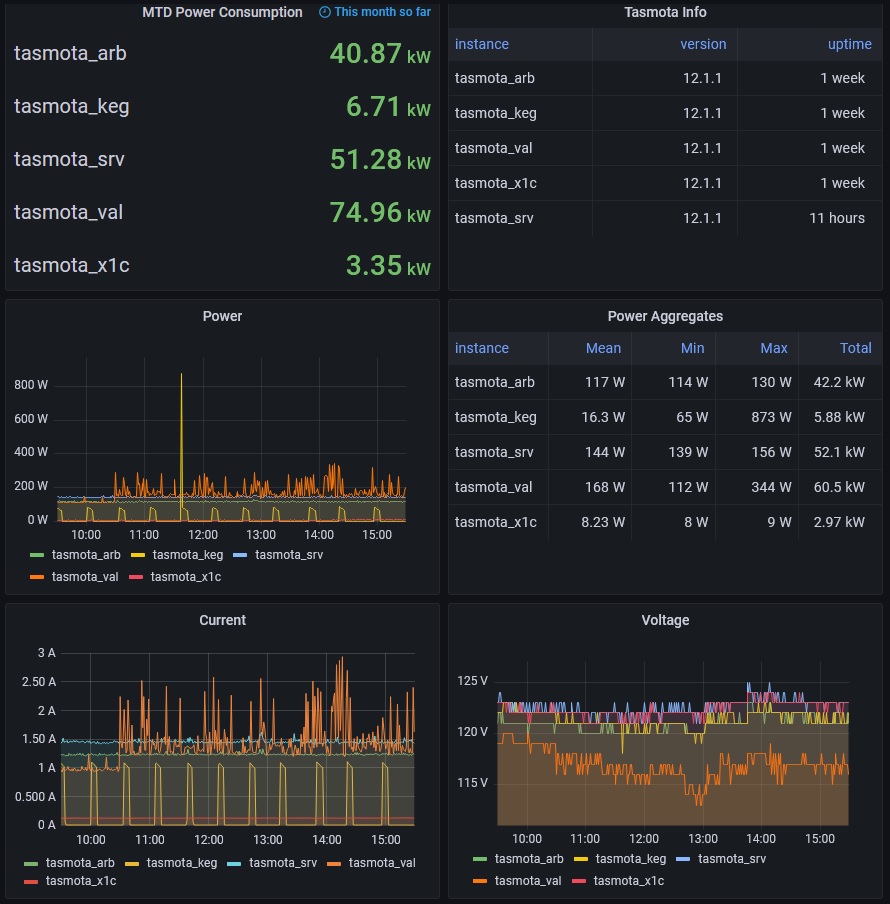 MTD Power Consumption This month so far
tasmota_arb 40.87 kW
tasmota_keg 6.71 kW
tasmota_srv 51.28 kW
tasmota_val 74.96 kW
tasmota_x1c 3.35 kW
Tasmota Info
instance version uptime
tasmota_arb 12.1.1 1 week
tasmota_keg 12.1.1 1 week
tasmota_val 12.1.1 1 week
tasmota_x1c 12.1.1 1 week
tasmota_srv 12.1.1 11 hours
Power
800 W
600 W
400 W
200 W
0 W
10:00 11:00 12:00 13:00 14:00 15:00
tasmota_arb tasmota_keg tasmota_srv
tasmota_val tasmota_x1c
Power Aggregates
instance Mean Min Max Total
tasmota_arb 117 W 114 W 130 W 42.2 kW
tasmota_keg 16.3 W 65 W 873 W 5.88 kW
tasmota_srv 144 W 139 W 156 W 52.1 kW
tasmota_val 168 W 112 W 344 W 60.5 kW
tasmota_x1c 8.23 W 8 W 9 W 2.97 kW
Current
3 A
2.50 A
2 A
1.50 A
1 A
0.500 A
0 A
10:00 11:00 12:00 13:00 14:00 15:00
tasmota_arb tasmota_keg tasmota_srv tasmota_val
tasmota_x1c
Voltage
125 V
120 V
115 V
10:00 11:00 12:00 13:00 14:00 15:00
tasmota_arb tasmota_keg tasmota_srv
tasmota_val tasmota_x1c